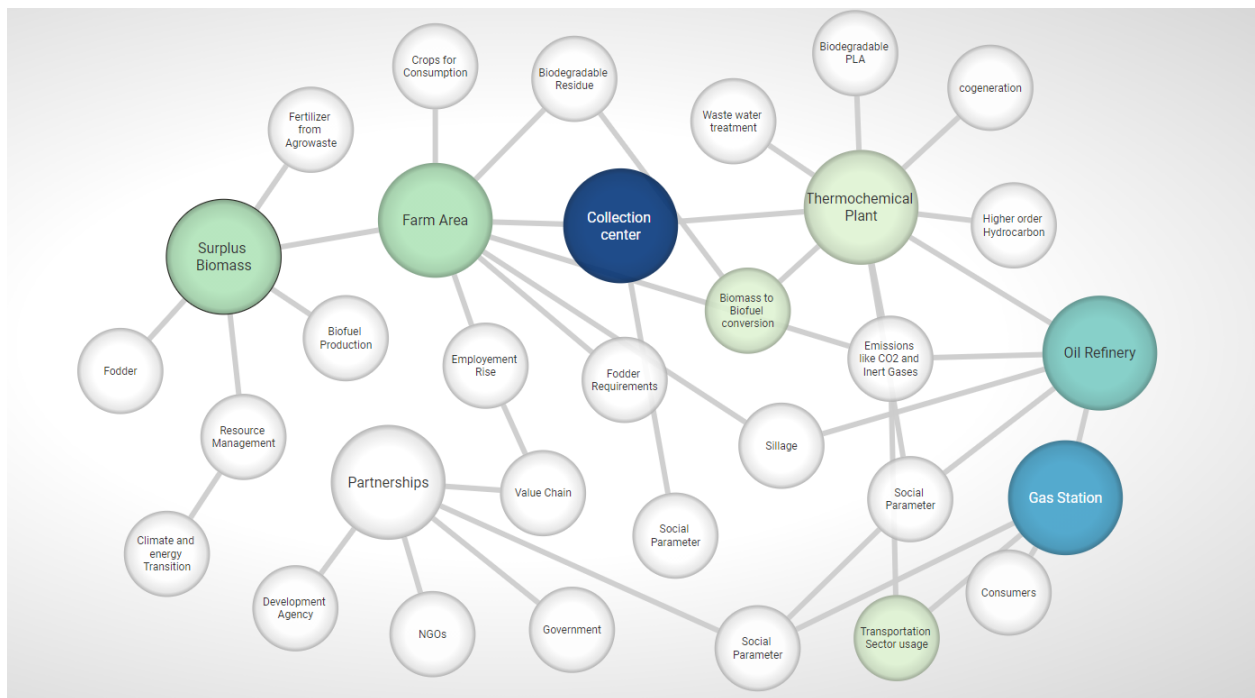 Crops for
Consumption
Biodegradable
Residue
Biodegradable
PLA
cogeneration
Fertilizer
from
Agrowaste
Waste water
treatment
Farm Area
Collection
center
Thermochemical
Plant
Higher order
Hydrocarbon
Surplus
Biomass
Biomass to
Biofuel
conversion
Biofuel
Production
Fodder
Employement
Rise
Fodder
Requirements
Emissions
like CO2 and
Inert Gases
Oil Refinery
Resource
Management
Sillage
Partnerships
Value Chain
Social
Parameter
Gas Station
Social
Parameter
Climate and
energy
Transition
Consumers
Development
Agency
NGOs
Government
Social
Parameter
Transportation
Sector usage